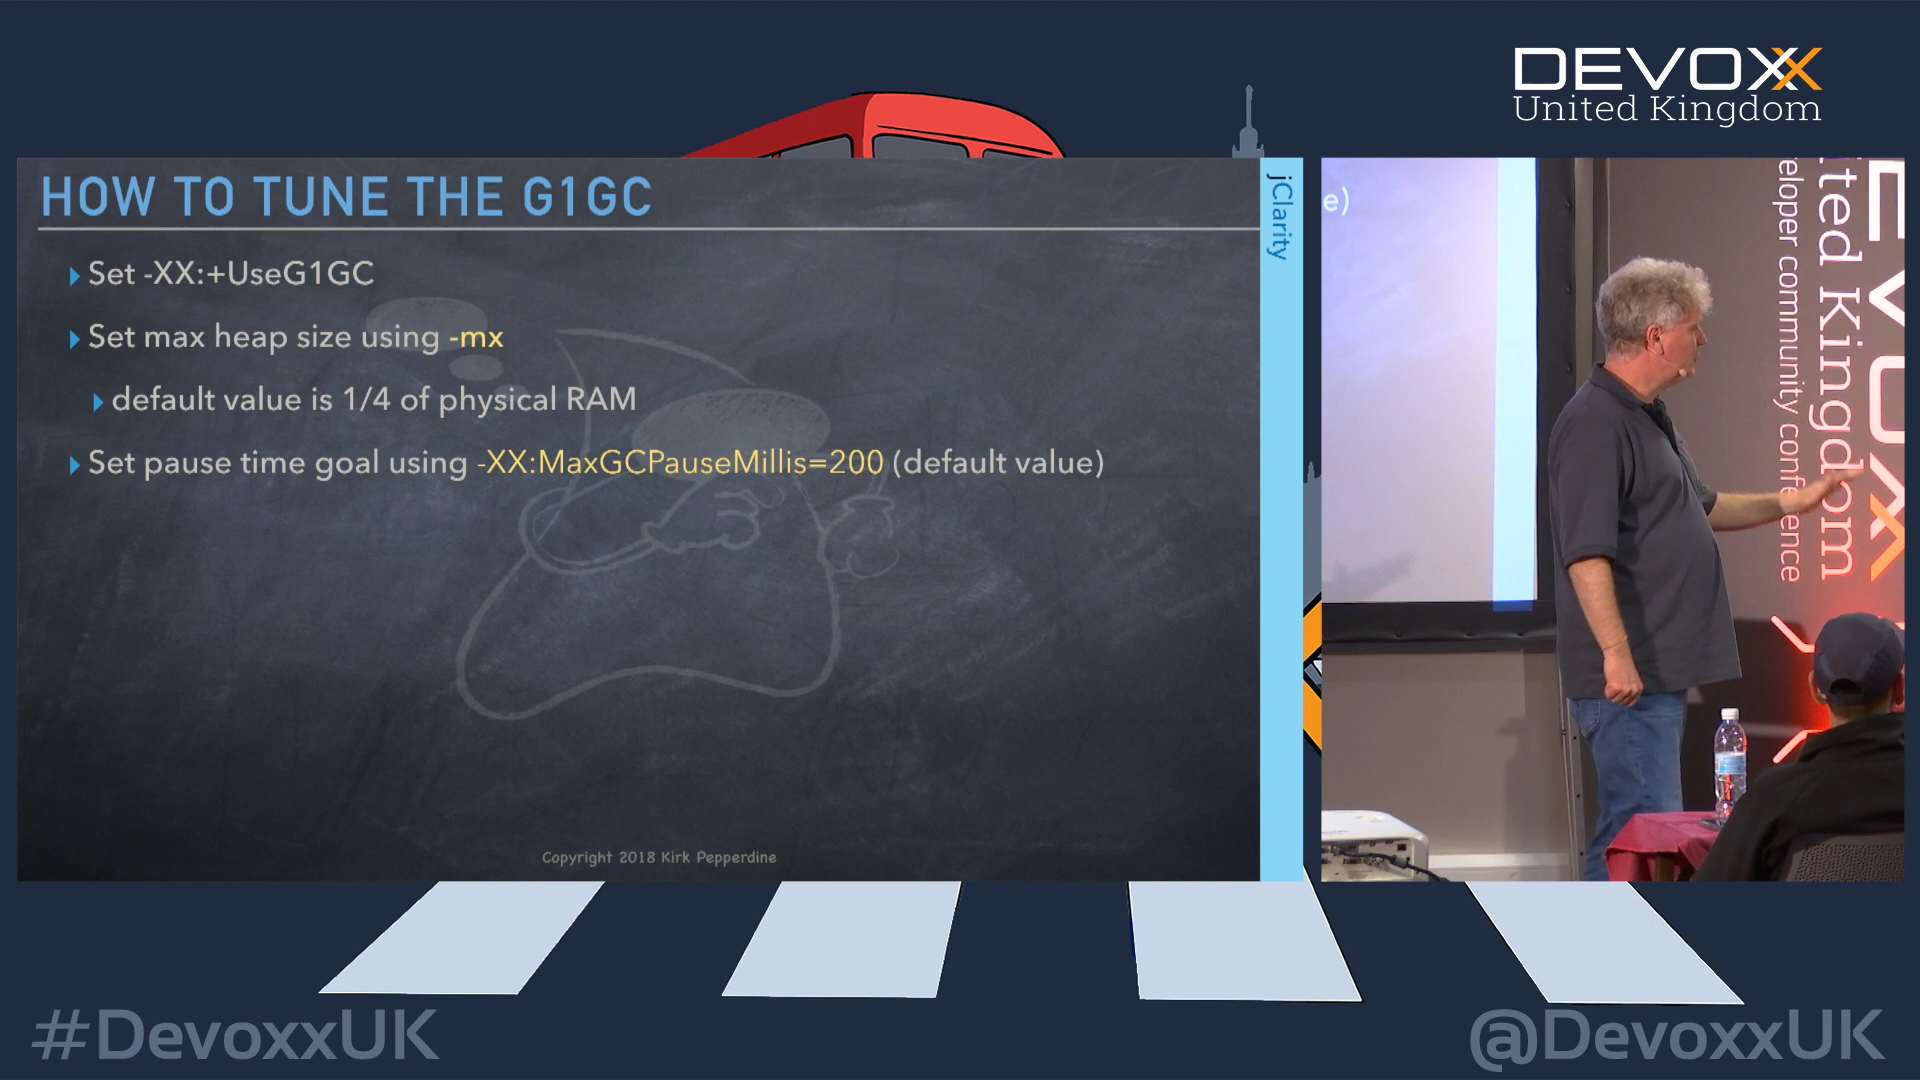 DEVOXX
United Kingdom
HOW TO TUNE THE G1GC
jClarity
Set -XX:+UseG1GC
Set max heap size using -mx
default value is 1/4 of physical RAM
Set pause time goal using -XX:MaxGCPauseMillis=200 (default value)
Copyright 2018 Kirk Pepperdine
e)
EVOXX
ted Kingdom
eloper community conference
#DevoxxUK
@DevoxxUK